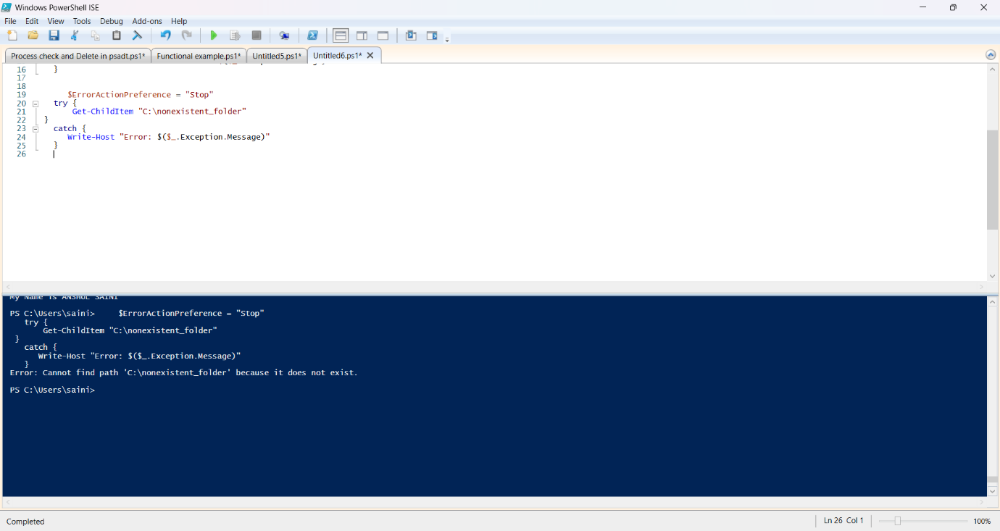 Windows PowerShell ISE
File Edit View Tools Debug Add-ons Help
Process check and Delete in psadt.ps1* Functional example.ps1* Untitled5.ps1* Untitled6.ps1*
16 }
17
18
19 $ErrorActionPreference = "Stop"
20 try {
21 Get-ChildItem "C:\nonexistent_folder"
22 }
23 catch {
24 Write-Host "Error: $($_.Exception.Message)"
25 }
26
My Name is ANSHUL SAINI
PS C:\Users\saini> $ErrorActionPreference = "Stop"
try {
Get-ChildItem "C:\nonexistent_folder"
}
catch {
Write-Host "Error: $($_.Exception.Message)"
}
Error: Cannot find path 'C:\nonexistent_folder' because it does not exist.
PS C:\Users\saini>
Completed
Ln 26 Col 1
100%